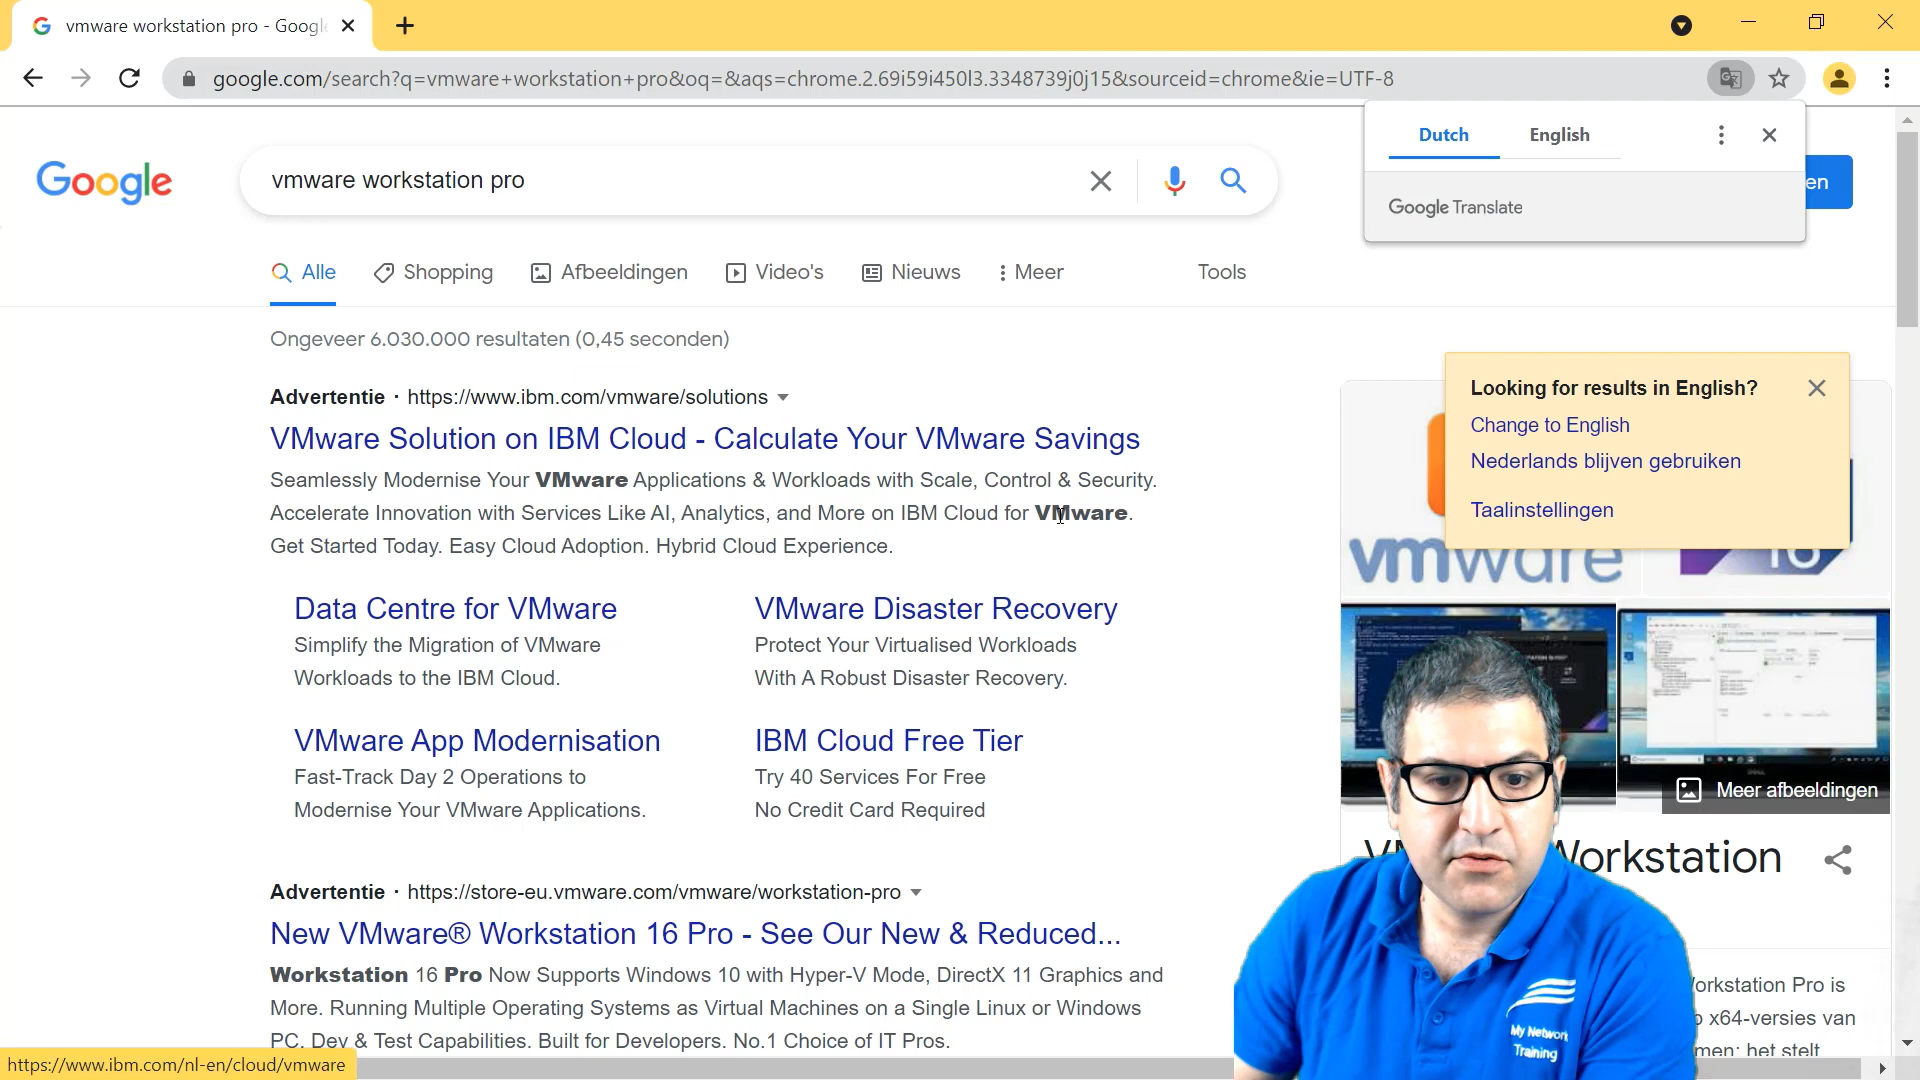 vmware workstation pro - Google
google.com/search?q=vmware+workstation+pro&oq=&aqs=chrome.2.69i59i450l3.3348739j0j15&sourceid=chrome&ie=UTF-8
Dutch English
Google Translate
en
Google
vmware workstation pro
Alle Shopping Afbeeldingen Video's Nieuws Meer Tools
Ongeveer 6.030.000 resultaten (0,45 seconden)
Advertentie · https://www.ibm.com/vmware/solutions
VMware Solution on IBM Cloud - Calculate Your VMware Savings
Seamlessly Modernise Your VMware Applications & Workloads with Scale, Control & Security.
Accelerate Innovation with Services Like AI, Analytics, and More on IBM Cloud for VMware.
Get Started Today. Easy Cloud Adoption. Hybrid Cloud Experience.
Data Centre for VMware
Simplify the Migration of VMware
Workloads to the IBM Cloud.
VMware Disaster Recovery
Protect Your Virtualised Workloads
With A Robust Disaster Recovery.
VMware App Modernisation
Fast-Track Day 2 Operations to
Modernise Your VMware Applications.
IBM Cloud Free Tier
Try 40 Services For Free
No Credit Card Required
Advertentie · https://store-eu.vmware.com/vmware/workstation-pro
New VMware® Workstation 16 Pro - See Our New & Reduced...
Workstation 16 Pro Now Supports Windows 10 with Hyper-V Mode, DirectX 11 Graphics and
More. Running Multiple Operating Systems as Virtual Machines on a Single Linux or Windows
PC. Dev & Test Capabilities. Built for Developers. No.1 Choice of IT Pros.
https://www.ibm.com/nl-en/cloud/vmware
Looking for results in English?
Change to English
Nederlands blijven gebruiken
Taalinstellingen
vmware
16
Meer afbeeldingen
Workstation
Workstation Pro is
x64-versies van
men: het stelt
My Network
Training